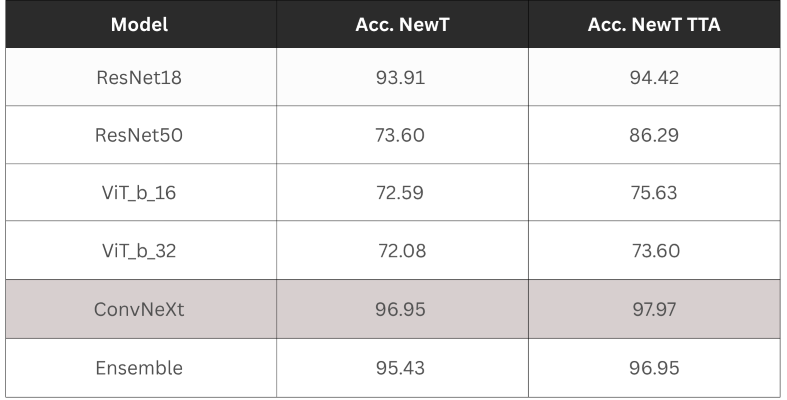 Model Acc. NewT Acc. NewT TTA
ResNet18 93.91 94.42
ResNet50 73.60 86.29
ViT_b_16 72.59 75.63
ViT_b_32 72.08 73.60
ConvNeXt 96.95 97.97
Ensemble 95.43 96.95